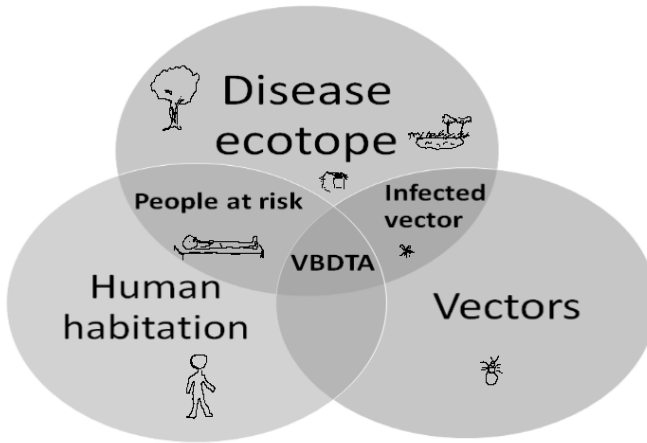 Disease
ecotope
People at risk
Infected
vector
VBDTA
Human
habitation
Vectors